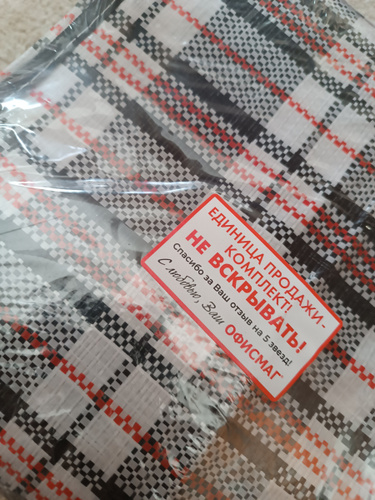 ЕДИНИЦА ПРОДАЖИ-
КОМПЛЕКТ!
НЕ ВСКРЫВАТЬ!
Спасибо за Ваш отзыв на 5 звезд!
С любовью, Ваш ОФИСМАГ